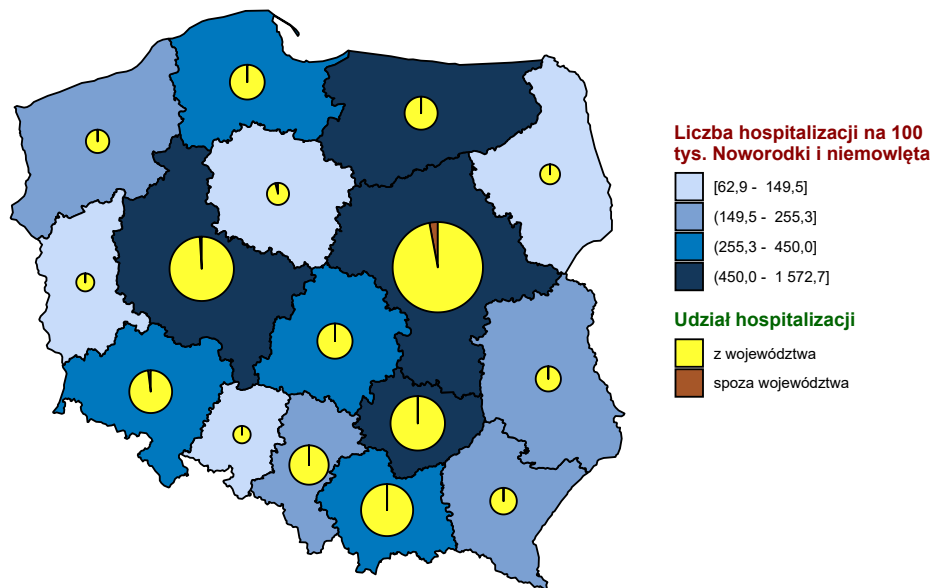 Liczba hospitalizacji na 100
tys. Noworodki i niemowlęta
[62,9 - 149,5]
(149,5 - 255,3]
(255,3 - 450,0]
(450,0 - 1 572,7]
Udział hospitalizacji
z województwa
spoza województwa